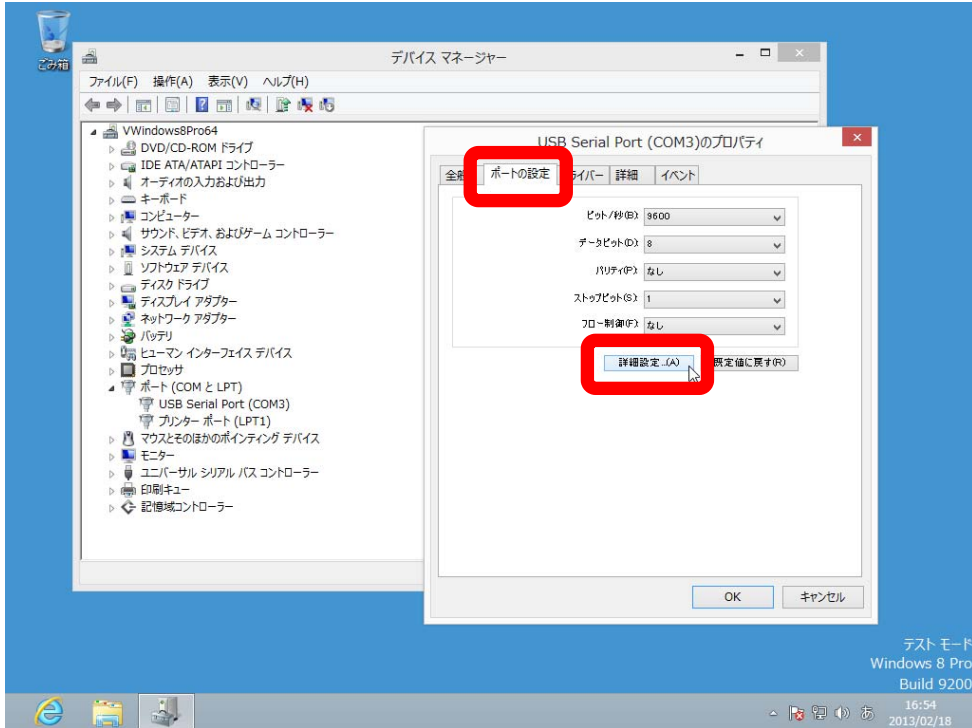 ごみ箱
デバイス マネージャー
ファイル(F) 操作(A) 表示(V) ヘルプ(H)
VWindows8Pro64
DVD/CD-ROM ドライブ
IDE ATA/ATAPI コントローラー
オーディオの入力および出力
キーボード
コンピューター
サウンド、ビデオ、およびゲーム コントローラー
システム デバイス
ソフトウェア デバイス
ディスク ドライブ
ディスプレイ アダプター
ネットワーク アダプター
バッテリ
ヒューマン インターフェイス デバイス
プロセッサ
ポート (COM と LPT)
USB Serial Port (COM3)
プリンター ポート (LPT1)
マウスとそのほかのポインティング デバイス
モニター
ユニバーサル シリアル バス コントローラー
印刷キュー
記憶域コントローラー
USB Serial Port (COM3)のプロパティ
全般 ポートの設定 ライバー 詳細 イベント
ビット/秒(B): 9600
データビット(D): 8
パリティ(P): なし
ストップビット(S): 1
フロー制御(F): なし
詳細設定...(A) 既定値に戻す(R)
OK キャンセル
テスト モード
Windows 8 Pro
Build 9200
あ 16:54
2013/02/18